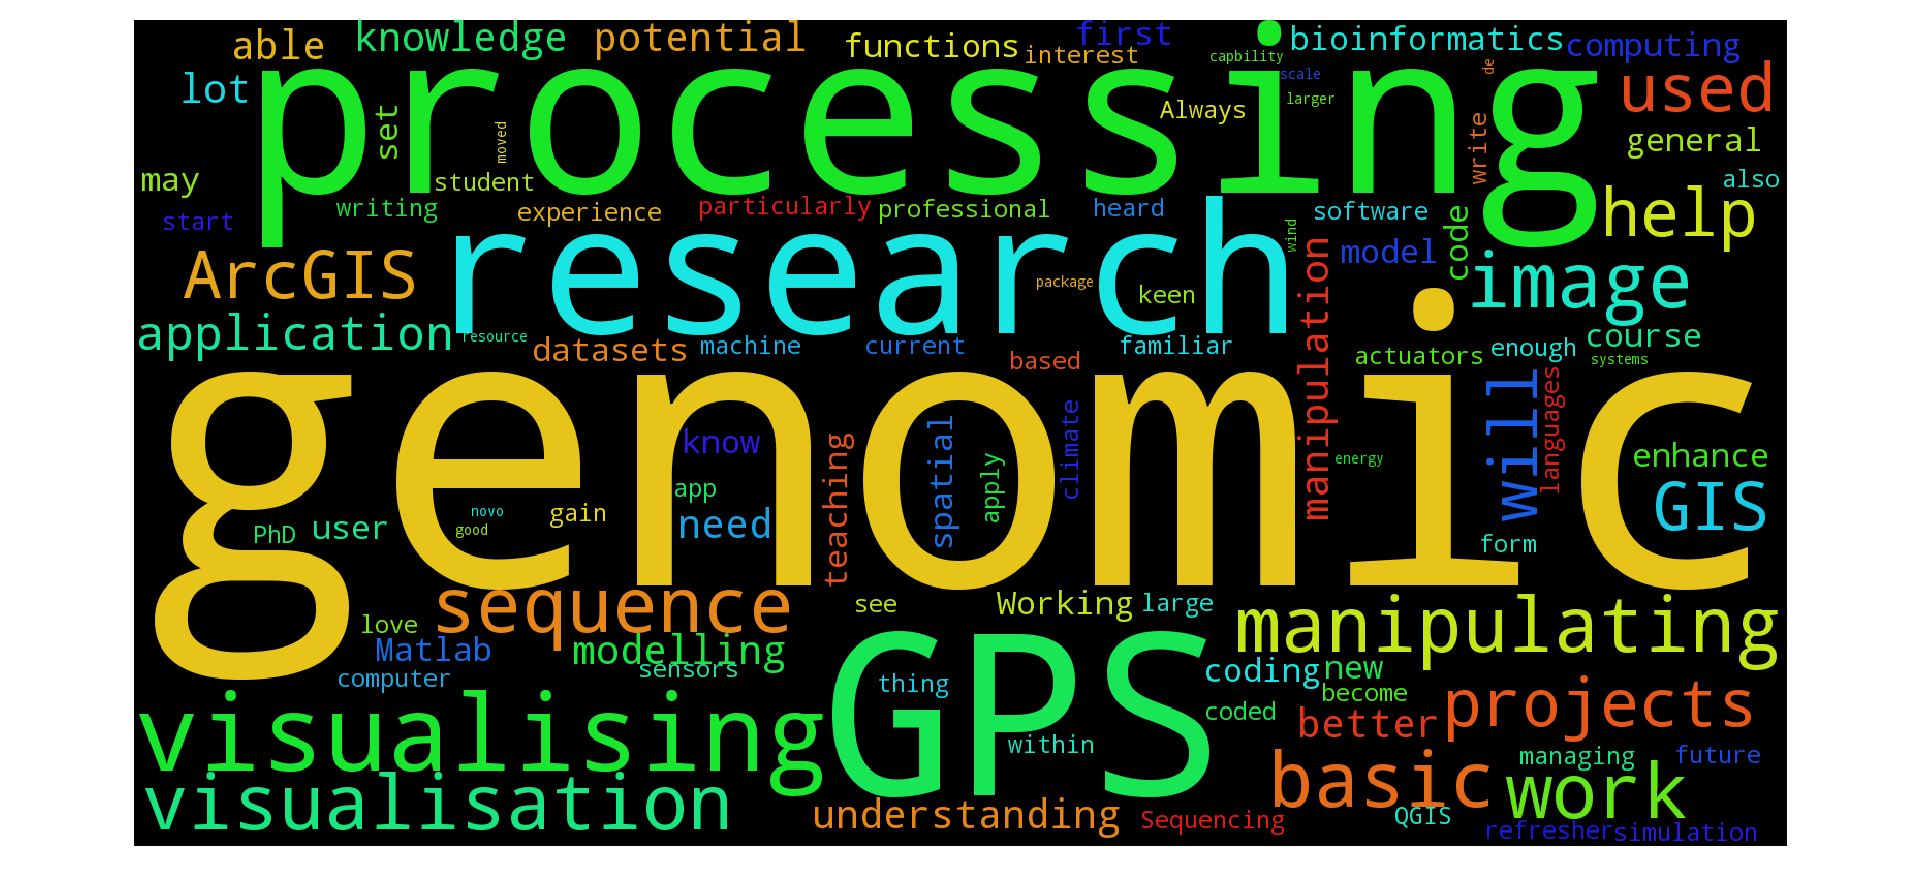 able
knowledge
potential
functions
interest
first
capbility
bioinformatics
computing
scale
de
lot
processing
used
larger
set
moved
Always
write
general
may
student
also
start
writing
experience
particularly
professional
heard
software
help
ArcGIS
research
wind
model
code
image
package
keen
manipulation
application
resource
datasets
machine
current
based
familiar
actuators
enough
course
systems
genomic
know
teaching
spatial
climate
energy
will
languages
enhance
app
apply
GIS
PhD
user
novo
good
gain
need
form
sequence
see
Working
large
manipulating
love
Matlab
modelling
sensors
computer
GPS
thing
coding
new
become
projects
visualising
coded
better
within
managing
future
visualisation
basic
work
understanding
Sequencing
QGIS
refresher
simulation